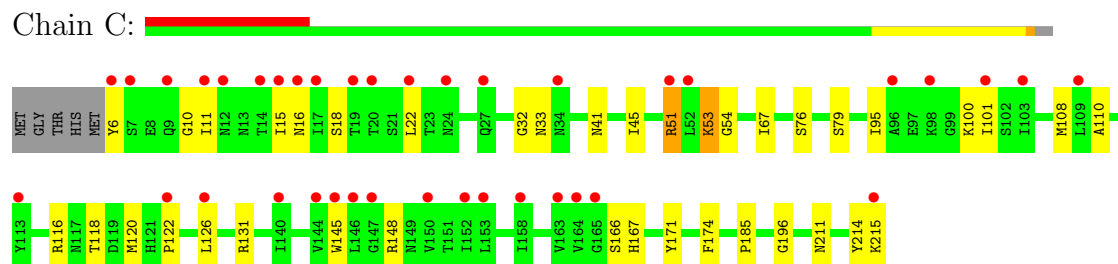 Chain C:
MET GLY THR HIS MET Y6 S7 E8 Q9 G10 I11 N12 N13 T14 I15 N16 I17 S18 T19 T20 S21 L22 T23 N24 Q27 G32 N33 N34 N41 I45 R51 L52 K53 G54 I67 S76 S79 I95 A96 E97 K98 G99 K100 I101 S102 I103 M108 L109 A110
Y113 R116 N117 T118 D119 M120 H121 P122 L126 R131 I140 V144 W145 L146 G147 R148 N149 V150 T151 I152 L153 I158 V163 V164 G165 S166 H167 Y171 F174 P185 G196 N211 Y214 K215